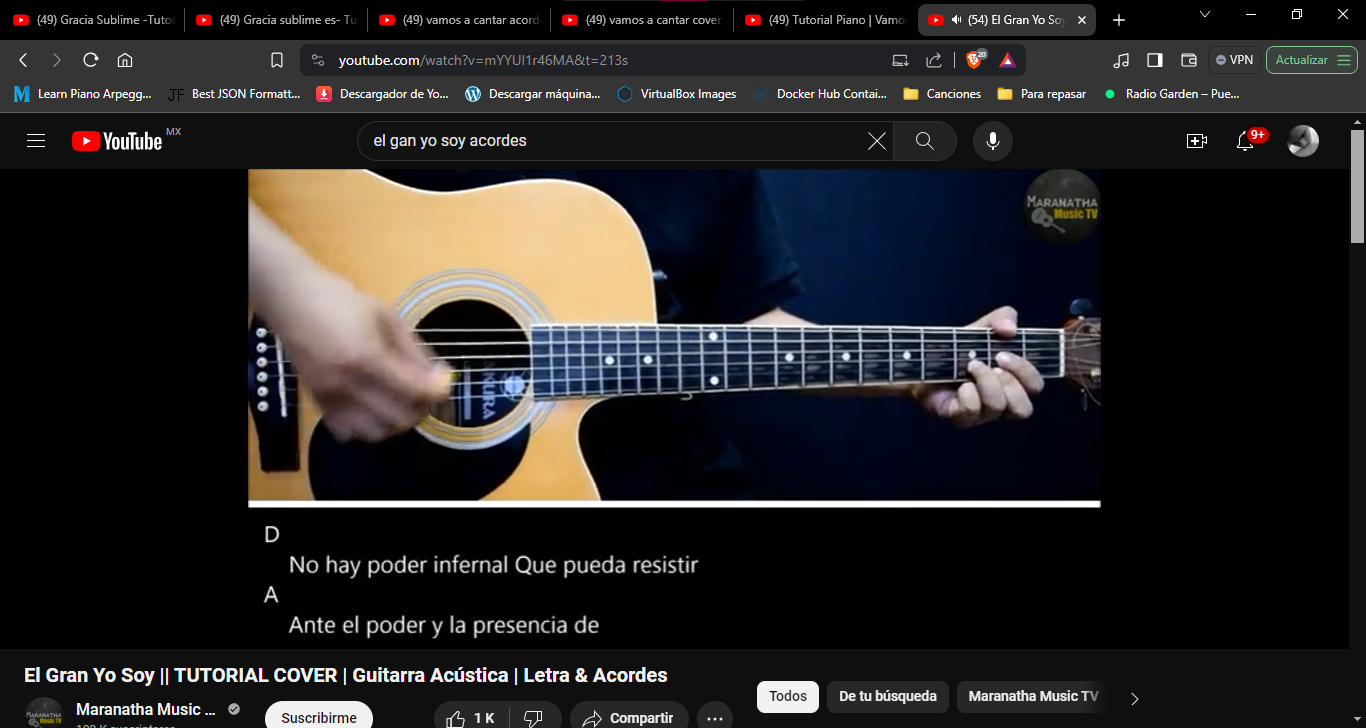 (49) Gracia Sublime -Tutor
(49) Gracia sublime es- Tu
(49) vamos a cantar acord
(49) vamos a cantar cover
(49) Tutorial Piano | Vamo
(54) El Gran Yo Soy
youtube.com/watch?v=mYYUI1r46MA&t=213s
20
VPN
Actualizar
M Learn Piano Arpegg...
JF Best JSON Formatt...
Descargador de Yo...
Descargar máquina...
VirtualBox Images
Docker Hub Contai...
Canciones
Para repasar
Radio Garden – Pue...
YouTube MX
el gan yo soy acordes
9+
MARANATHA
Music TV
D
No hay poder infernal Que pueda resistir
A
Ante el poder y la presencia de
El Gran Yo Soy || TUTORIAL COVER | Guitarra Acústica | Letra & Acordes
Todos
De tu búsqueda
Maranatha Music TV
Maranatha Music ...
Suscribirme
1 K
Compartir